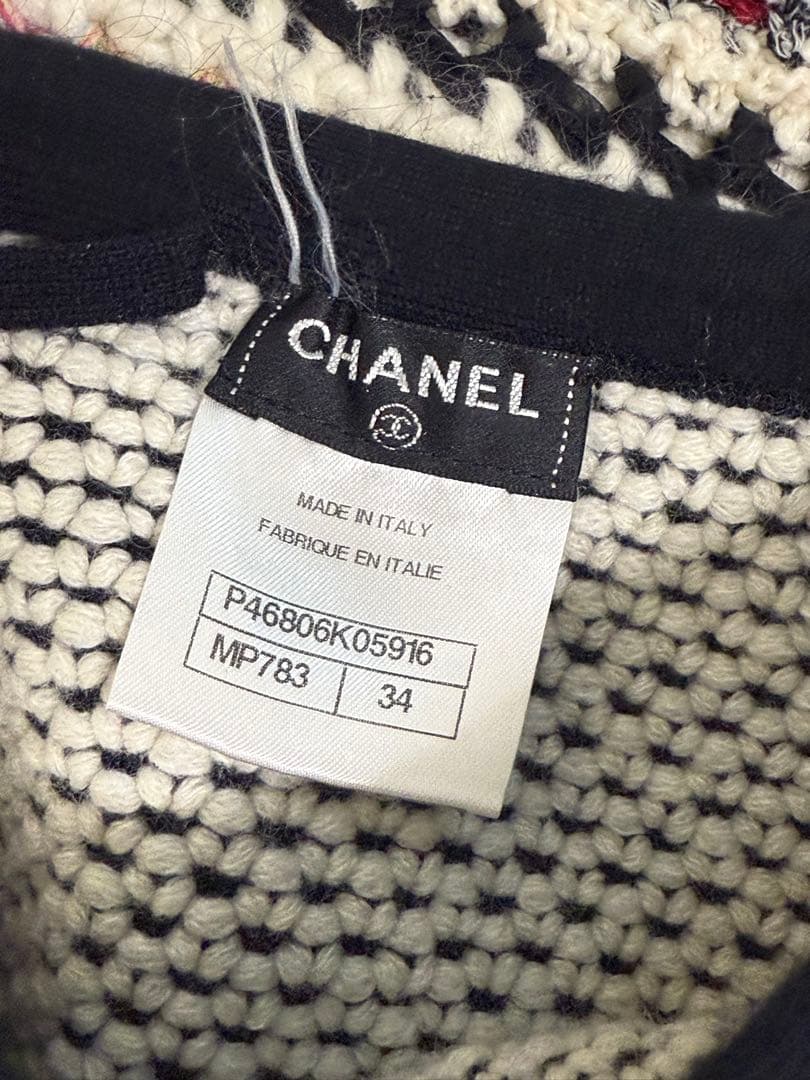 CHANEL
MADE IN ITALY
FABRIQUE EN ITALIE
P46806K05916
MP783 34